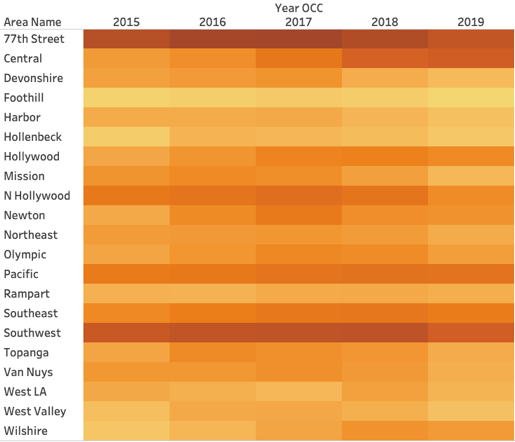 Year OCC
Area Name 2015 2016 2017 2018 2019
77th Street
Central
Devonshire
Foothill
Harbor
Hollenbeck
Hollywood
Mission
N Hollywood
Newton
Northeast
Olympic
Pacific
Rampart
Southeast
Southwest
Topanga
Van Nuys
West LA
West Valley
Wilshire